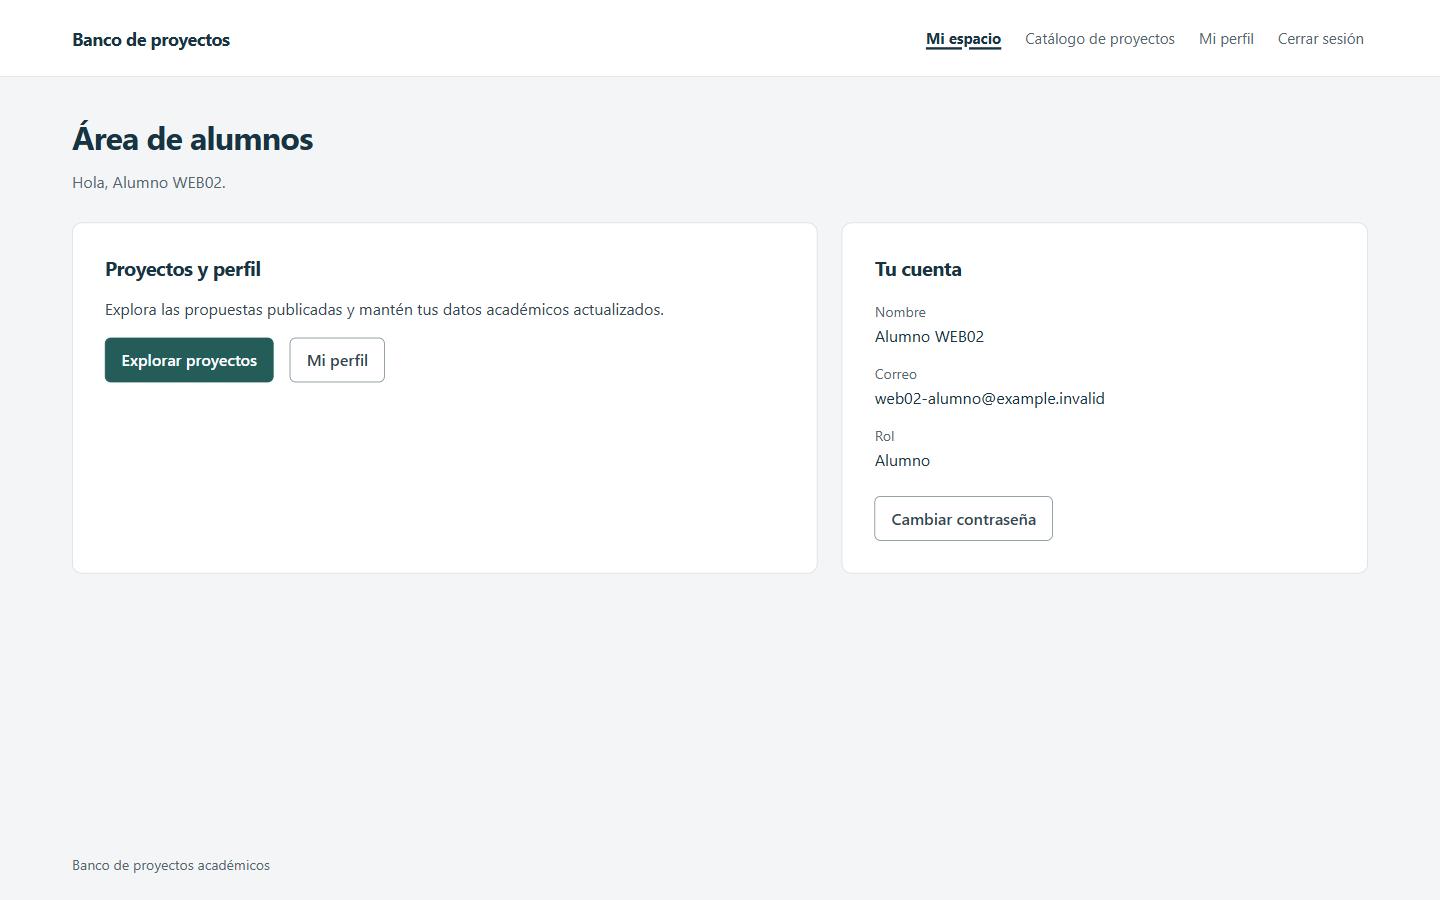 Banco de proyectos
Mi espacio
Catálogo de proyectos
Mi perfil
Cerrar sesión
Área de alumnos
Hola, Alumno WEB02.
Proyectos y perfil
Explora las propuestas publicadas y mantén tus datos académicos actualizados.
Explorar proyectos
Mi perfil
Tu cuenta
Nombre
Alumno WEB02
Correo
web02-alumno@example.invalid
Rol
Alumno
Cambiar contraseña
Banco de proyectos académicos